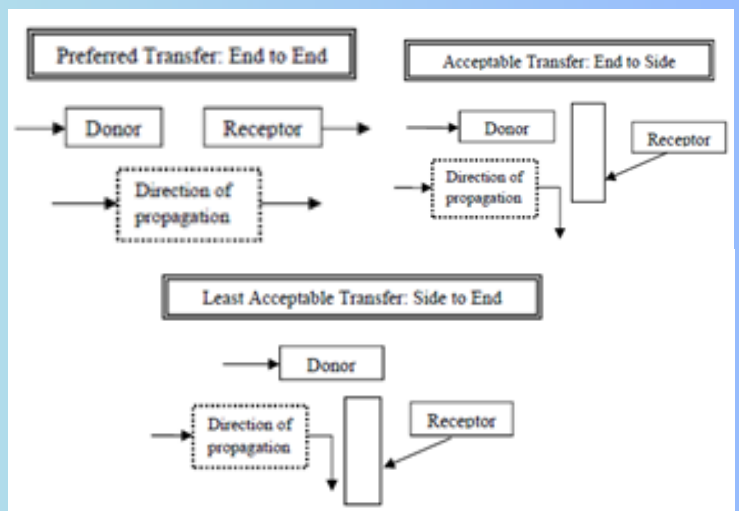 Preferred Transfer: End to End
Donor
Receptor
Direction of
propagation
Acceptable Transfer: End to Side
Donor
Receptor
Direction of
propagation
Least Acceptable Transfer: Side to End
Donor
Direction of
propagation
Receptor